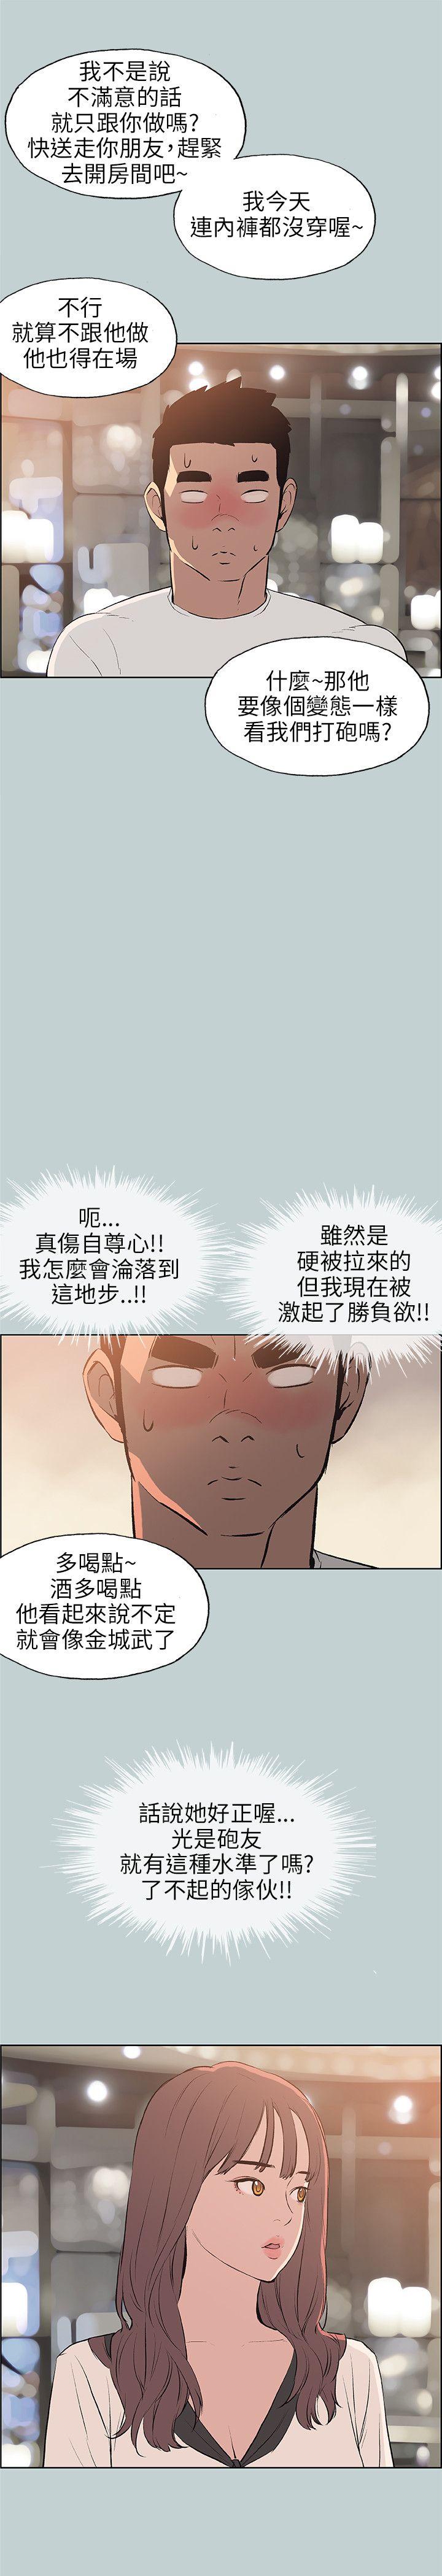 我不是說
不滿意的話
就只跟你做嗎?
快送走你朋友,趕緊
去開房間吧~
我今天
連內褲都沒穿喔~
不行
就算不跟他做
他也得在場
什麼~那他
要像個變態一樣
看我們打砲嗎?
呃...
真傷自尊心!!
我怎麼會淪落到
這地步..!!
雖然是
硬被拉來的
但我現在被
激起了勝負欲!!
多喝點~
酒多喝點
他看起來說不定
就會像金城武了
話說她好正喔...
光是砲友
就有這種水準了嗎?
了不起的傢伙!!